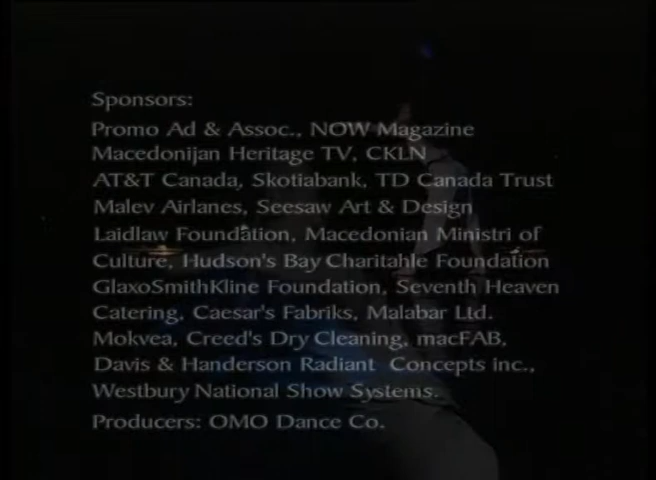 Sponsors:
Promo Ad & Assoc., NOW Magazine
Macedonijan Heritage TV, CKLN
AT&T Canada, Skotiabank, TD Canada Trust
Malev Airlanes, Seesaw Art & Design
Laidlaw Foundation, Macedonian Ministri of
Culture, Hudson's Bay Charitahle Foundation
GlaxoSmithKline Foundation, Seventh Heaven
Catering, Caesar's Fabriks, Malabar Ltd.
Mokvea, Creed's Dry Cleaning, macFAB,
Davis & Handerson Radiant Concepts inc.,
Westbury National Show Systems.
Producers: OMO Dance Co.